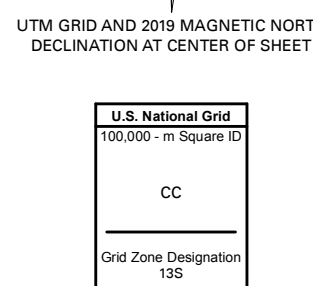 UTM GRID AND 2019 MAGNETIC NORT
DECLINATION AT CENTER OF SHEET
U.S. National Grid
100,000 - m Square ID
CC
Grid Zone Designation
13S